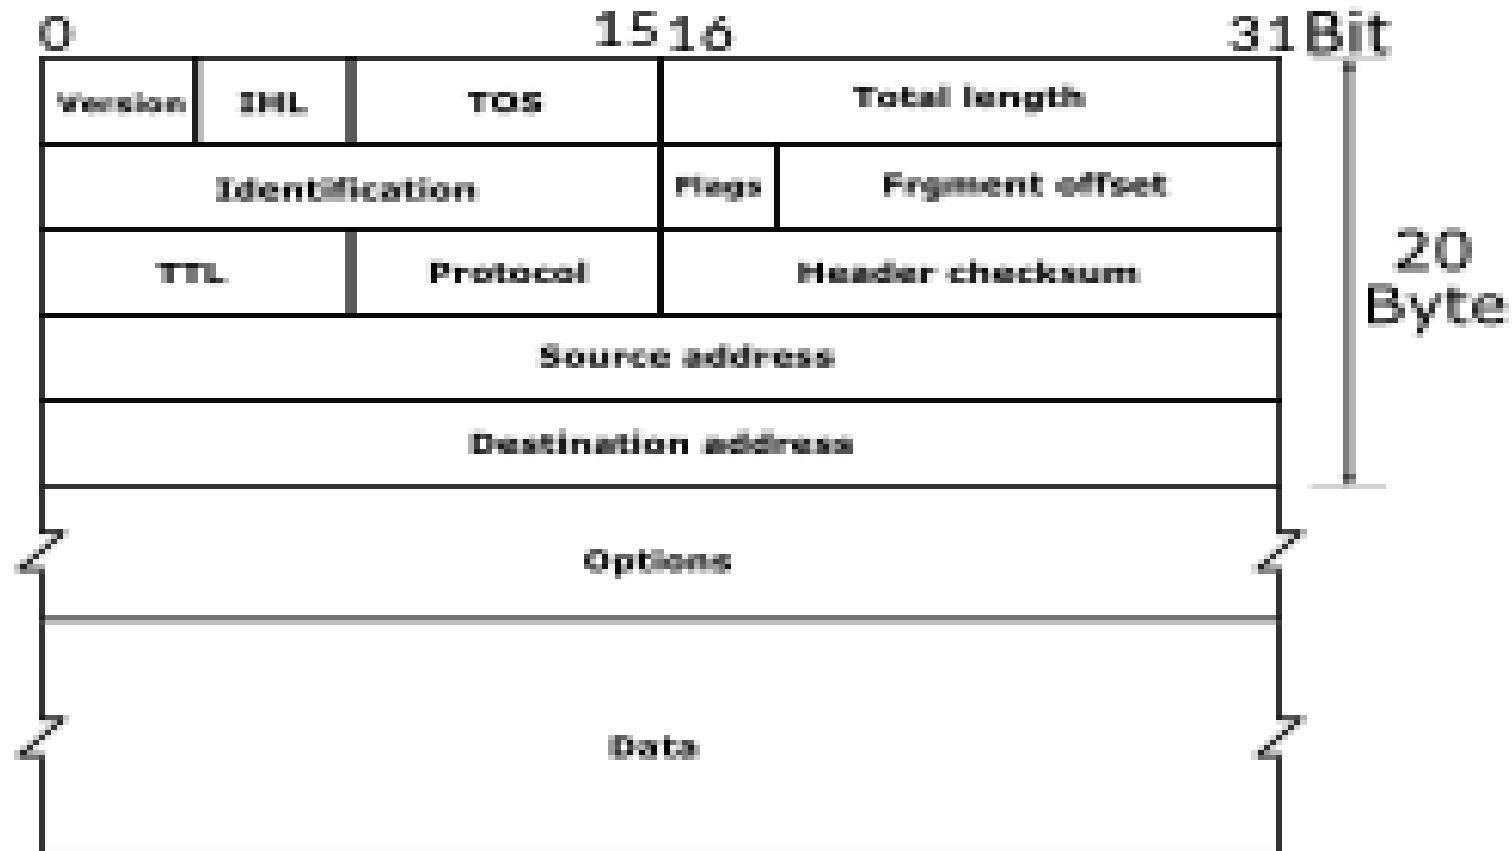 0 15 16 31 Bit
Version IHL TOS Total length
Identification Flags Frgment offset
TTL Protocol Header checksum
20
Byte
Source address
Destination address
Options
Data